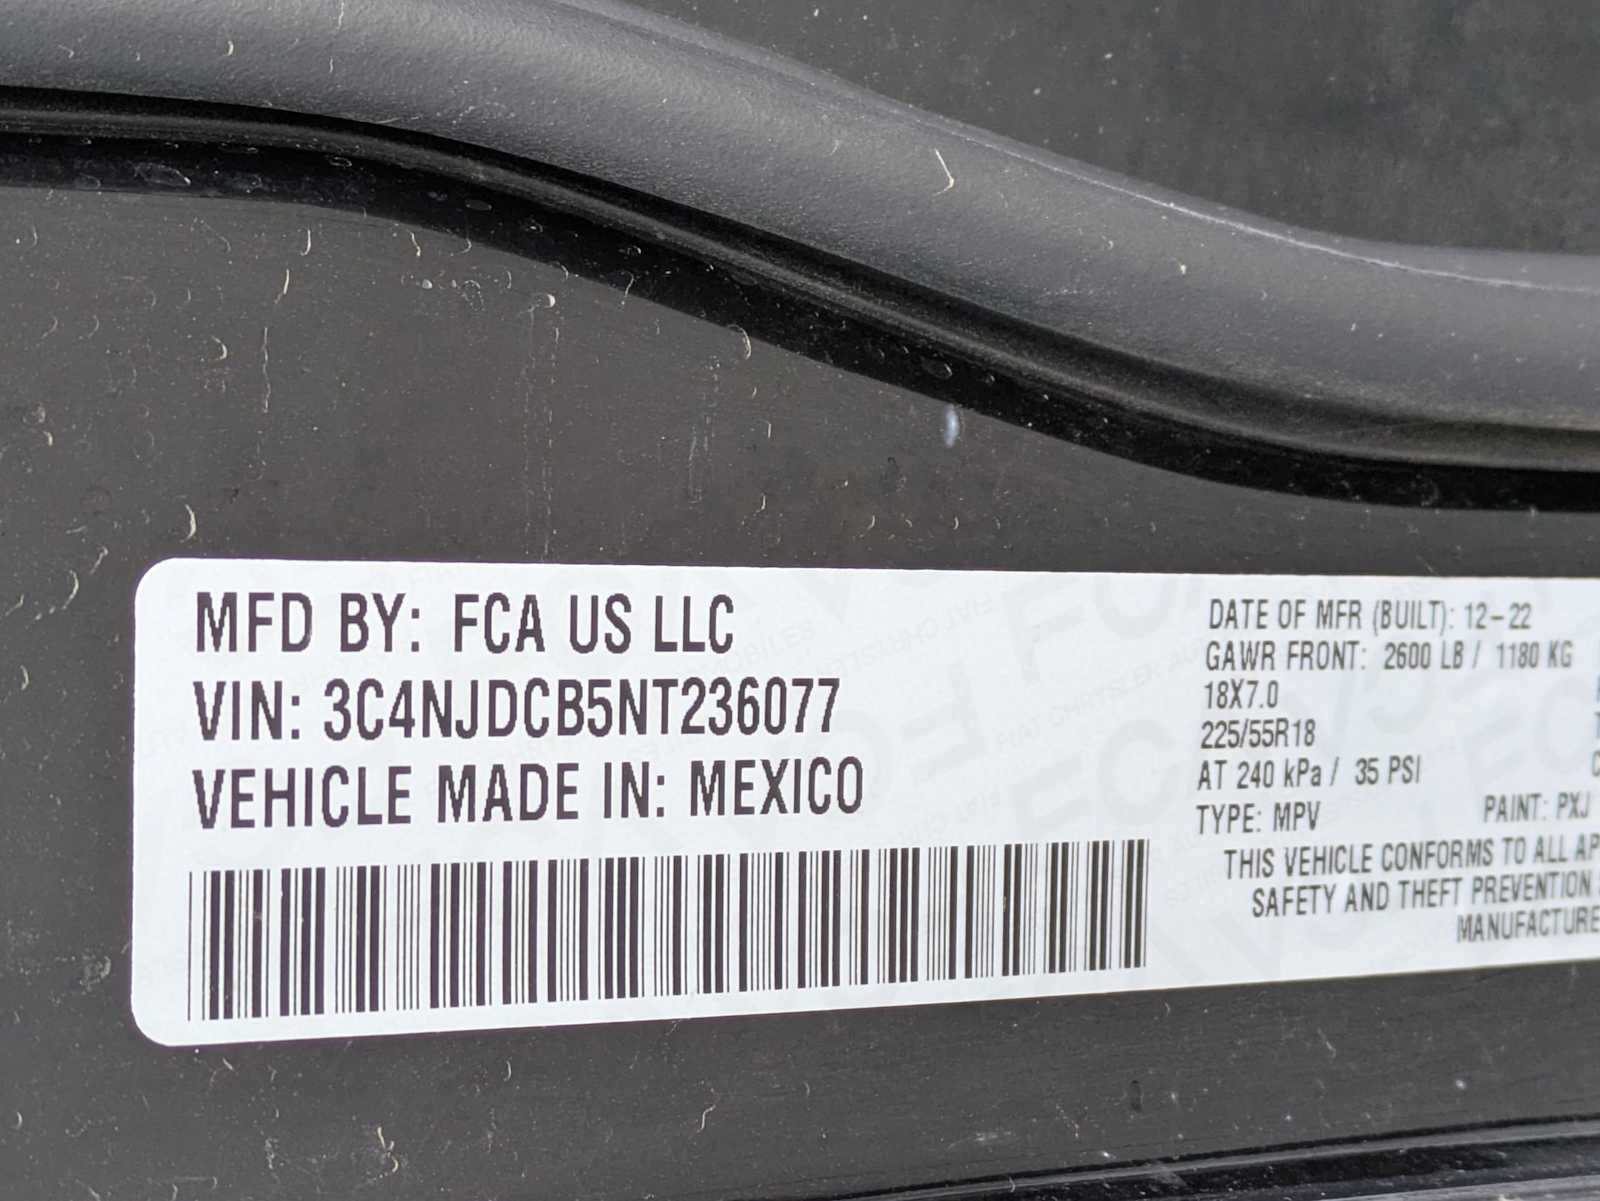 MFD BY: FCA US LLC
VIN: 3C4NJDCB5NT236077
VEHICLE MADE IN: MEXICO
DATE OF MFR (BUILT): 12-22
GAWR FRONT: 2600 LB / 1180 KG
18X7.0
225/55R18
AT 240 kPa / 35 PSI
TYPE: MPV PAINT: PXJ
THIS VEHICLE CONFORMS TO ALL AP
SAFETY AND THEFT PREVENTION
MANUFACTURE